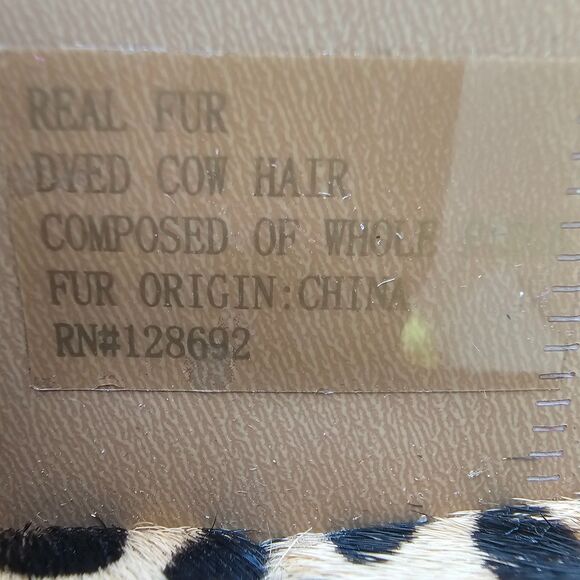 REAL FUR
DYED COW HAIR
COMPOSED OF WHOLE
FUR ORIGIN:CHINA
RN#128692